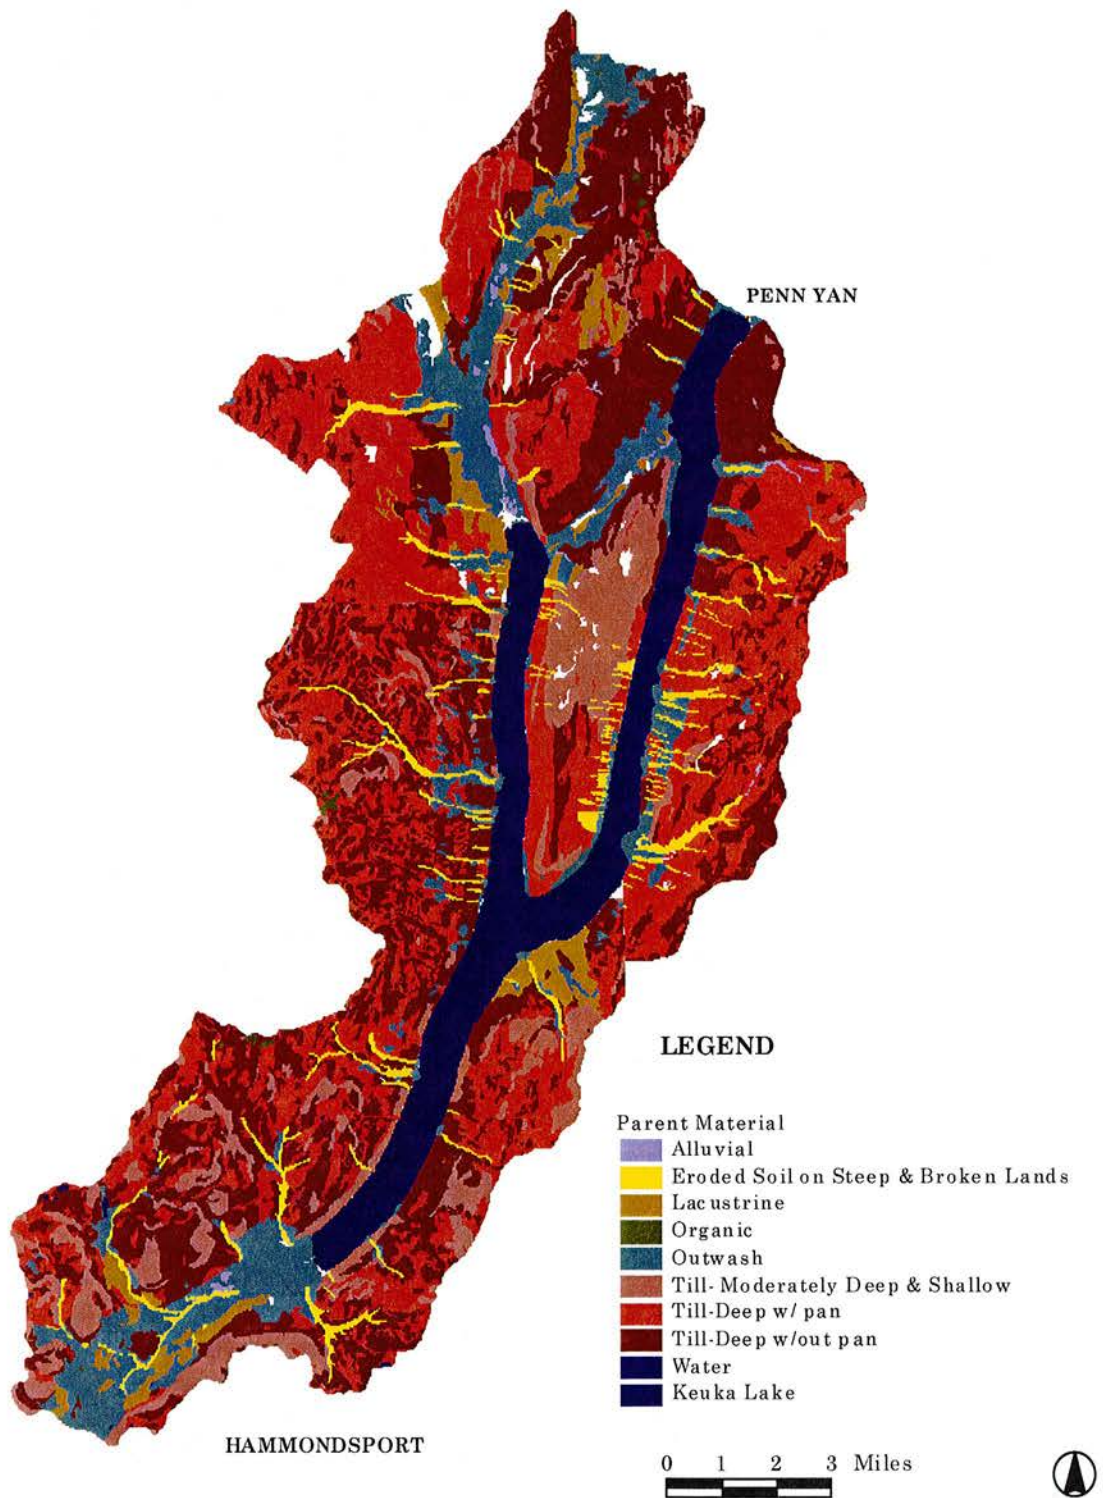 PENN YAN
LEGEND
Parent Material
Alluvial
Eroded Soil on Steep & Broken Lands
Lacustrine
Organic
Outwash
Till- Moderately Deep & Shallow
Till-Deep w/ pan
Till-Deep w/out pan
Water
Keuka Lake
HAMMONDSPORT
0 1 2 3 Miles